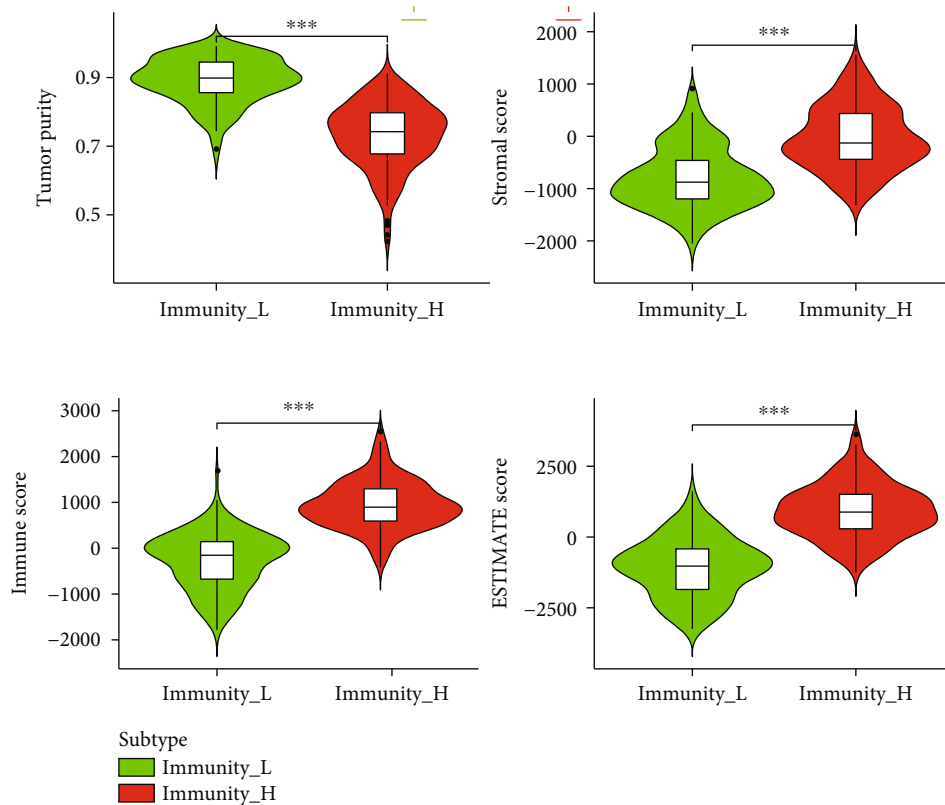 ***
Tumor purity
0.9
0.7
0.5
Immunity_L Immunity_H
***
Stromal score
2000
1000
0
−1000
−2000
Immunity_L Immunity_H
***
Immune score
3000
2000
1000
0
−1000
−2000
Immunity_L Immunity_H
***
ESTIMATE score
2500
0
−2500
Immunity_L Immunity_H
Subtype
Immunity_L
Immunity_H